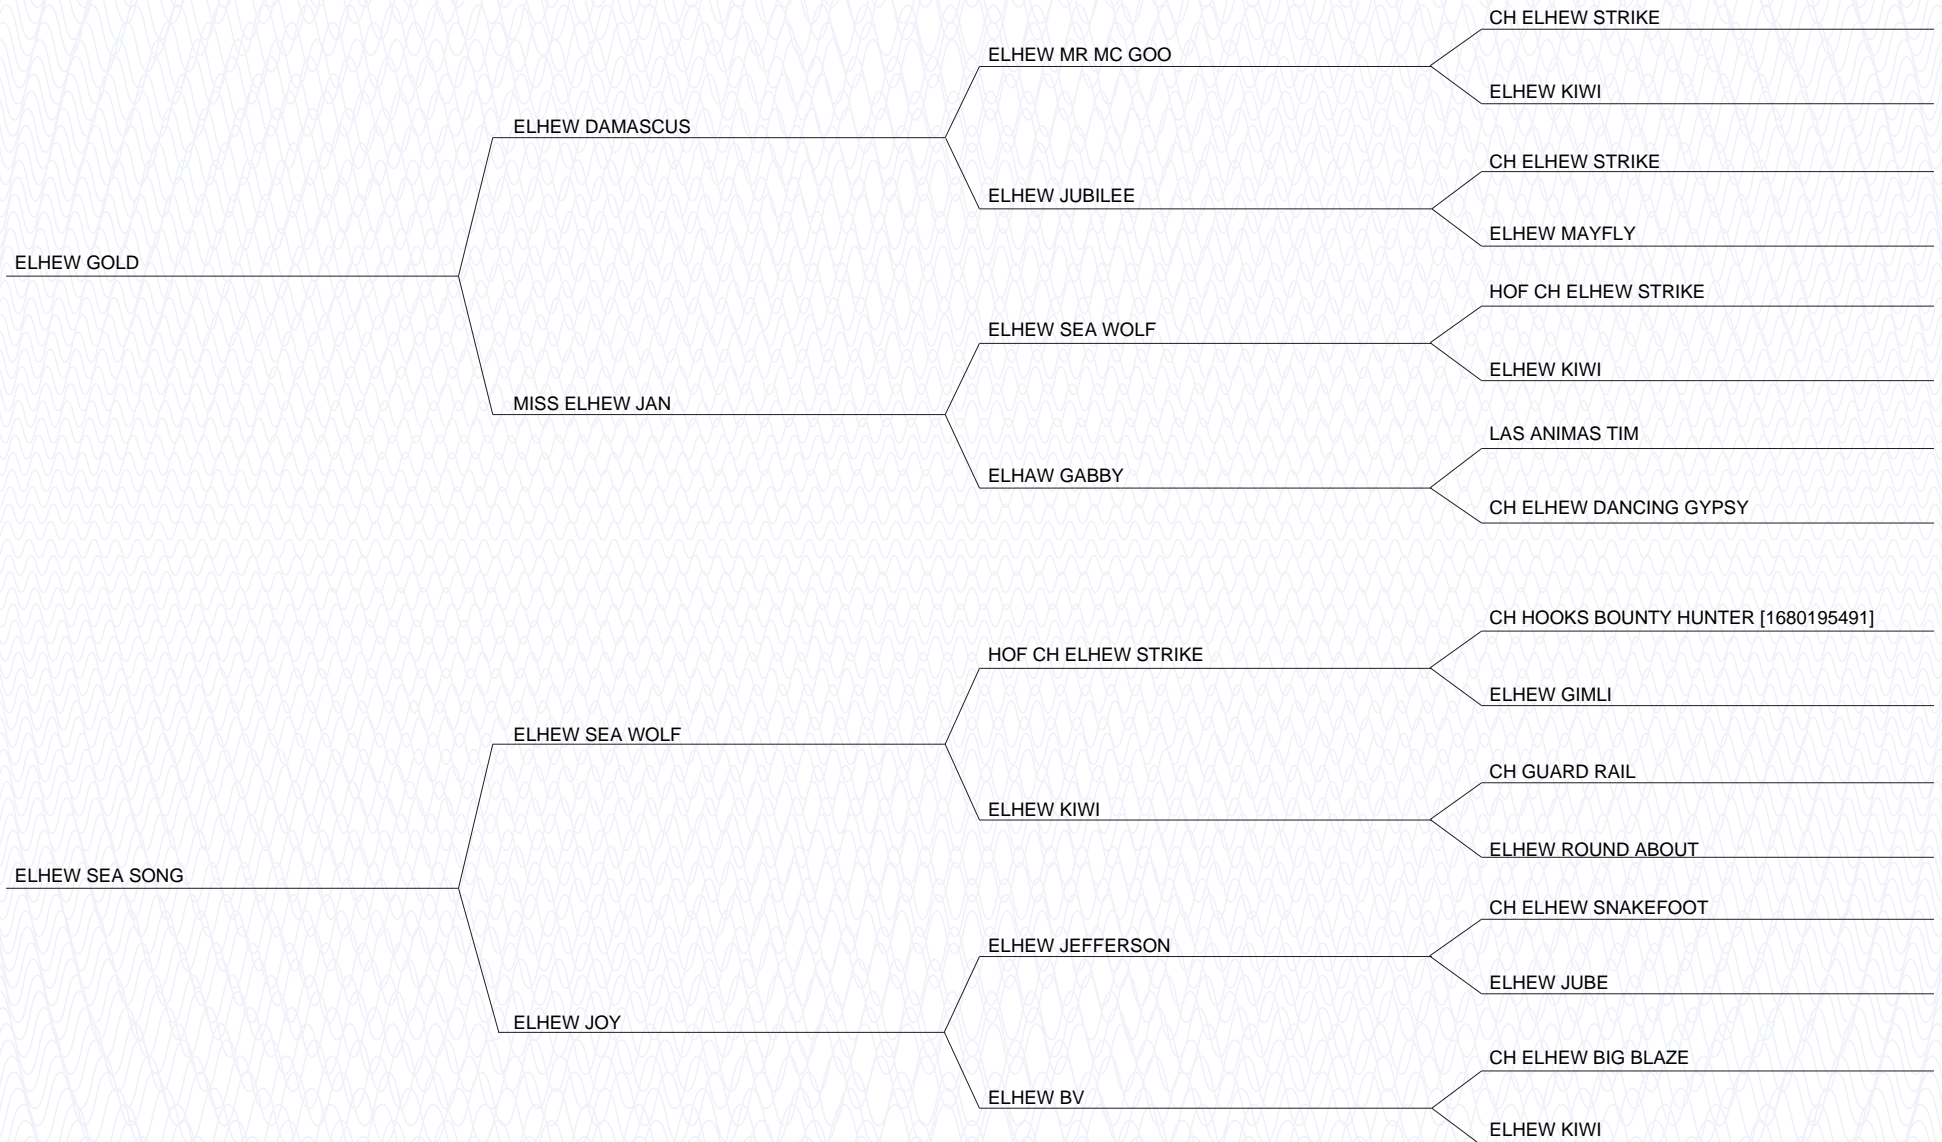 CH ELHEW STRIKE
ELHEW MR MC GOO
ELHEW KIWI
ELHEW DAMASCUS
CH ELHEW STRIKE
ELHEW JUBILEE
ELHEW MAYFLY
ELHEW GOLD
HOF CH ELHEW STRIKE
ELHEW SEA WOLF
ELHEW KIWI
MISS ELHEW JAN
LAS ANIMAS TIM
ELHAW GABBY
CH ELHEW DANCING GYPSY
CH HOOKS BOUNTY HUNTER [1680195491]
HOF CH ELHEW STRIKE
ELHEW GIMLI
ELHEW SEA WOLF
CH GUARD RAIL
ELHEW KIWI
ELHEW ROUND ABOUT
ELHEW SEA SONG
CH ELHEW SNAKEFOOT
ELHEW JEFFERSON
ELHEW JUBE
ELHEW JOY
CH ELHEW BIG BLAZE
ELHEW BV
ELHEW KIWI